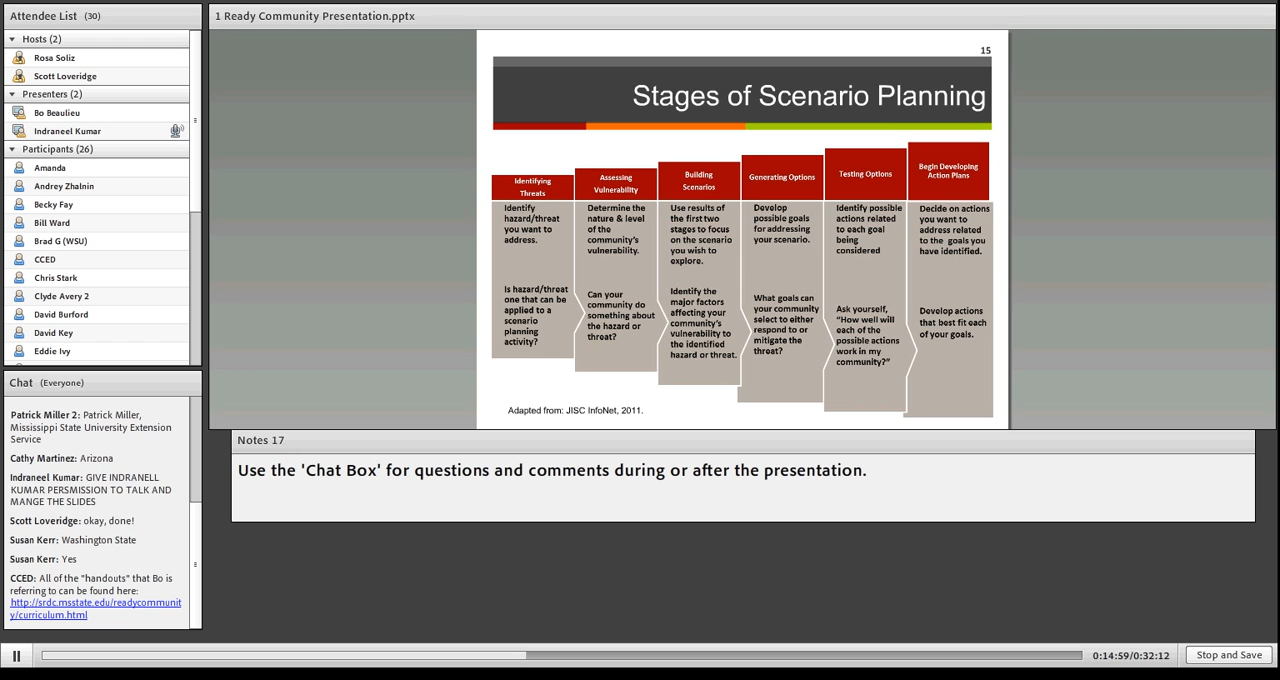 Attendee List (30)
Hosts (2)
Rosa Soliz
Scott Loveridge
Presenters (2)
Bo Beaulieu
Indraneel Kumar
Participants (26)
Amanda
Andrey Zhalnin
Becky Fay
Bill Ward
Brad G (WSU)
CCED
Chris Stark
Clyde Avery 2
David Burford
David Key
Eddie Ivy
Chat (Everyone)
Patrick Miller 2: Patrick Miller,
Mississippi State University Extension
Service
Cathy Martinez: Arizona
Indraneel Kumar: GIVE INDRANELL
KUMAR PERSMISSION TO TALK AND
MANGE THE SLIDES
Scott Loveridge: okay, done!
Susan Kerr: Washington State
Susan Kerr: Yes
CCED: All of the "handouts" that Bo is
referring to can be found here:
http://srdc.msstate.edu/readycommunit
y/curriculum.html
1 Ready Community Presentation.pptx
15
Stages of Scenario Planning
Identifying
Threats
Identify
hazard/threat
you want to
address.
Is hazard/threat
one that can be
applied to a
scenario
planning
activity?
Assessing
Vulnerability
Determine the
nature & level
of the
community's
vulnerability.
Can your
community do
something about
the hazard or
threat?
Building
Scenarios
Use results of
the first two
stages to focus
on the scenario
you wish to
explore.
Identify the
major factors
affecting your
community's
vulnerability to
the identified
hazard or threat.
Generating Options
Develop
possible goals
for addressing
your scenario.
What goals can
your community
select to either
respond to or
mitigate the
threat?
Testing Options
Identify possible
actions related
to each goal
being
considered
Ask yourself,
"How well will
each of the
possible actions
work in my
community?"
Begin Developing
Action Plans
Decide on actions
you want to
address related
to the goals you
have identified.
Develop actions
that best fit each
of your goals.
Adapted from: JISC InfoNet, 2011.
Notes 17
Use the 'Chat Box' for questions and comments during or after the presentation.
0:14:59/0:32:12
Stop and Save